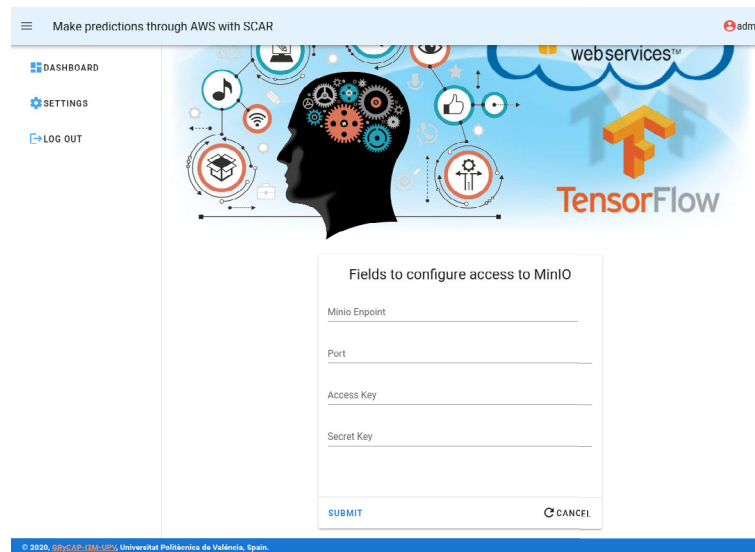 Make predictions through AWS with SCAR
adm
DASHBOARD
SETTINGS
LOG OUT
webservices™
TensorFlow
Fields to configure access to MinIO
Minio Enpoint
Port
Access Key
Secret Key
SUBMIT
CANCEL
© 2020, GRyCAP-I3M-UPV, Universitat Politècnica de València, Spain.